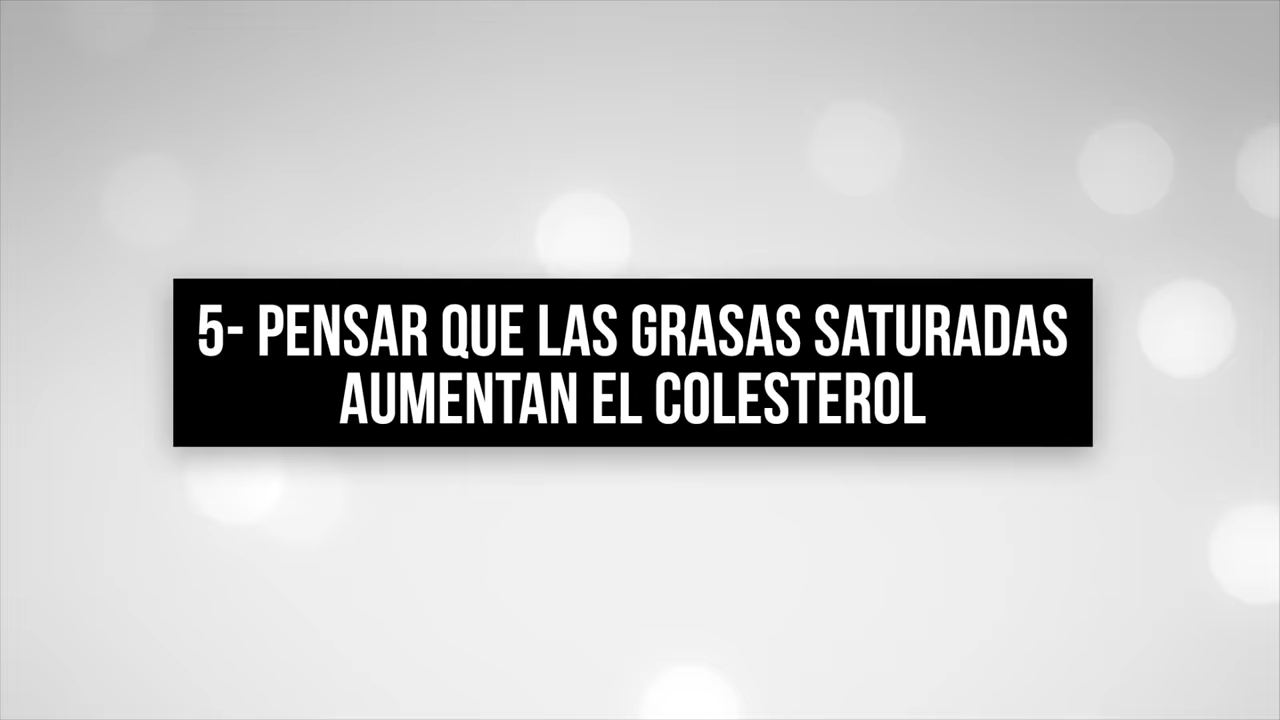 5- PENSAR QUE LAS GRASAS SATURADAS
AUMENTAN EL COLESTEROL